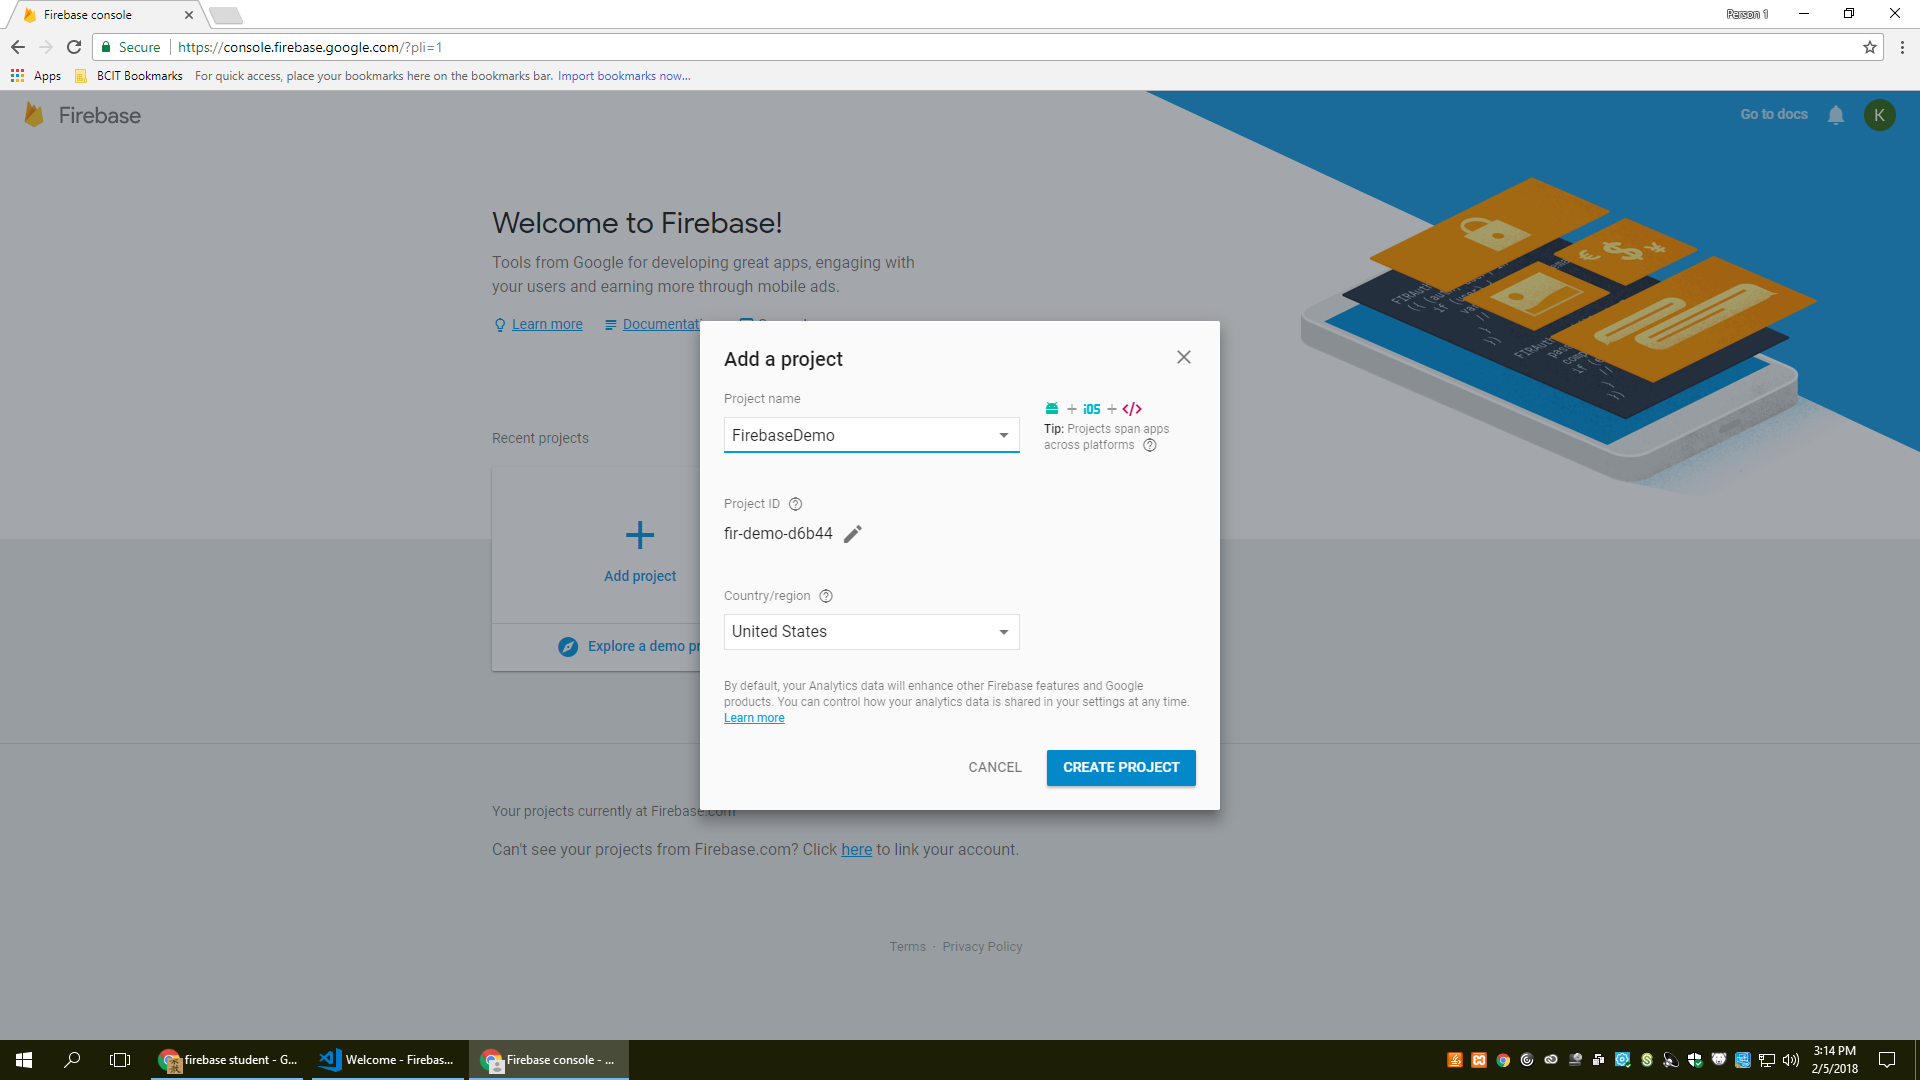 Firebase console
Person 1
Secure
https://console.firebase.google.com/?pli=1
Apps
BCIT Bookmarks
For quick access, place your bookmarks here on the bookmarks bar. Import bookmarks now...
Firebase
Go to docs
K
Welcome to Firebase!
Tools from Google for developing great apps, engaging with
your users and earning more through mobile ads.
Learn more
Documentati
Recent projects
Add project
Explore a demo pr
Add a project
Project name
FirebaseDemo
+ iOS + </>
Tip: Projects span apps
across platforms
Project ID
fir-demo-d6b44
Country/region
United States
By default, your Analytics data will enhance other Firebase features and Google
products. You can control how your analytics data is shared in your settings at any time.
Learn more
CANCEL
CREATE PROJECT
Your projects currently at Firebase.com
Can't see your projects from Firebase.com? Click here to link your account.
Terms · Privacy Policy
firebase student - G...
Welcome - Firebas...
Firebase console - ...
3:14 PM
2/5/2018